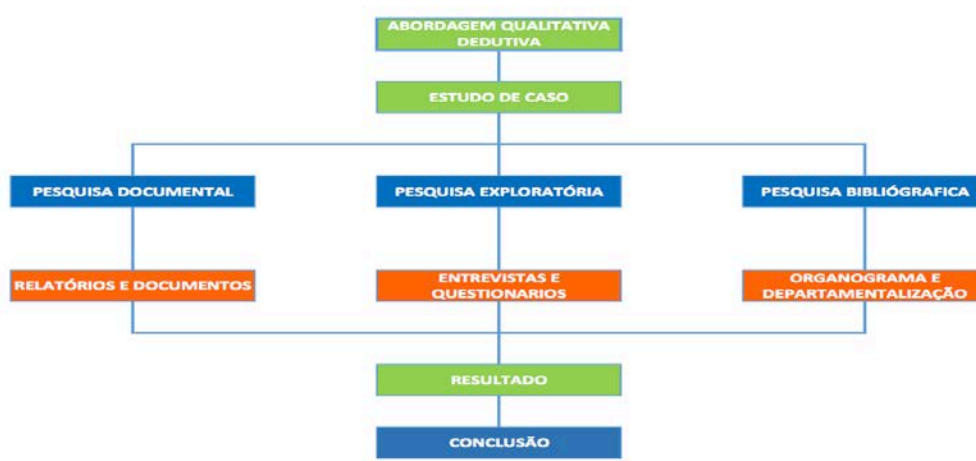 ABORDAGEM QUALITATIVA
DEDUTIVA
ESTUDO DE CASO
PESQUISA DOCUMENTAL
PESQUISA EXPLORATÓRIA
PESQUISA BIBLIÓGRAFICA
RELATÓRIOS E DOCUMENTOS
ENTREVISTAS E
QUESTIONARIOS
ORGANOGRAMA E
DEPARTAMENTALIZAÇÃO
RESULTADO
CONCLUSÃO